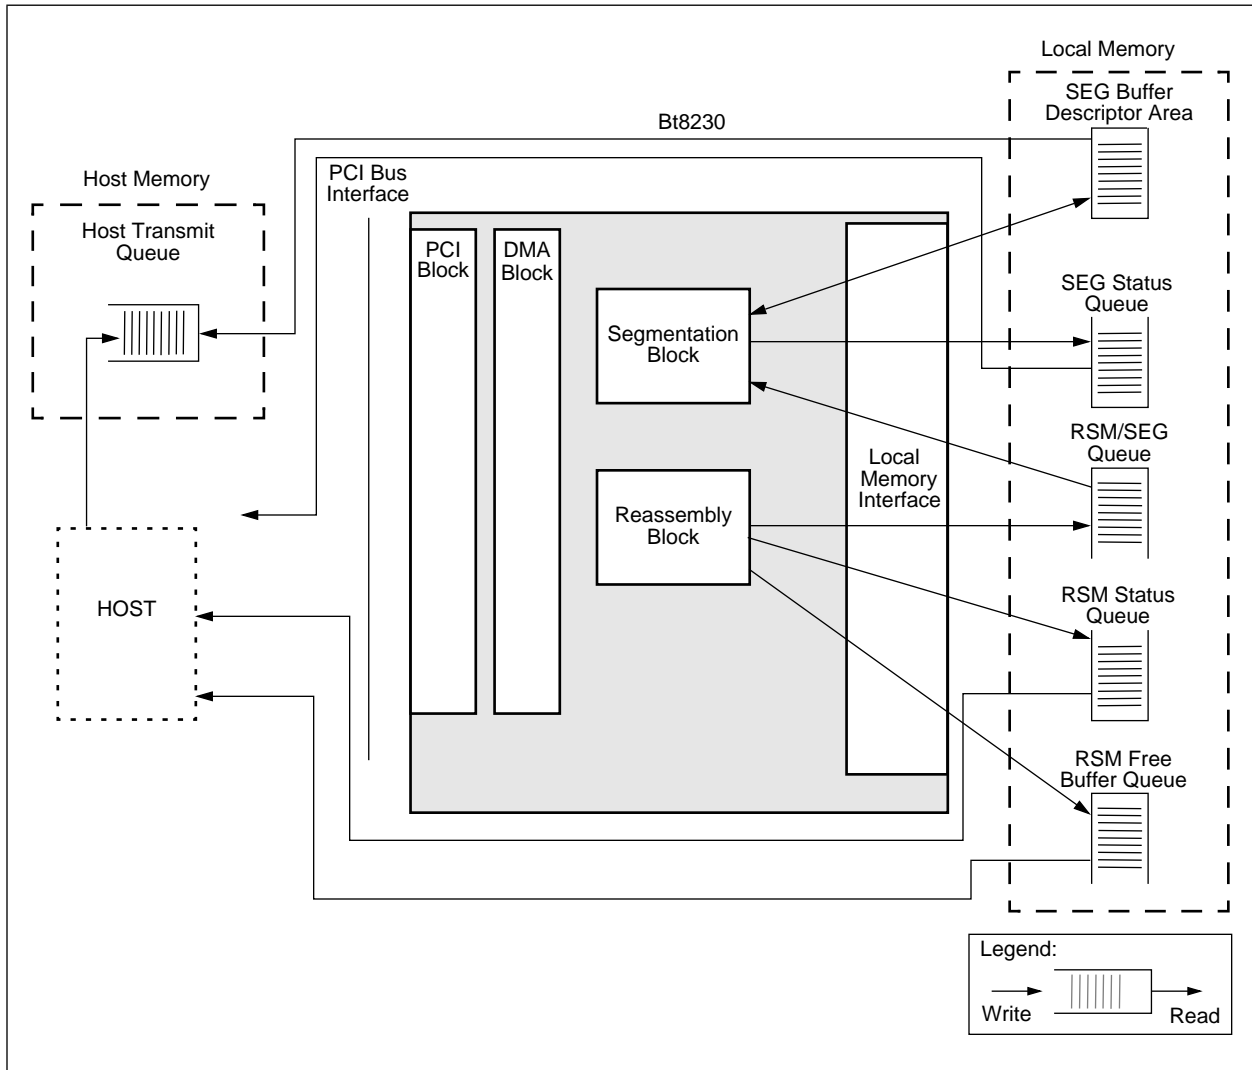 Local Memory
SEG Buffer
Descriptor Area
Bt8230
PCI Bus
Interface
Host Memory
Host Transmit
Queue
PCI
Block
DMA
Block
SEG Status
Queue
Segmentation
Block
RSM/SEG
Queue
Local
Memory
Interface
Reassembly
Block
HOST
RSM Status
Queue
RSM Free
Buffer Queue
Legend:
Write
Read